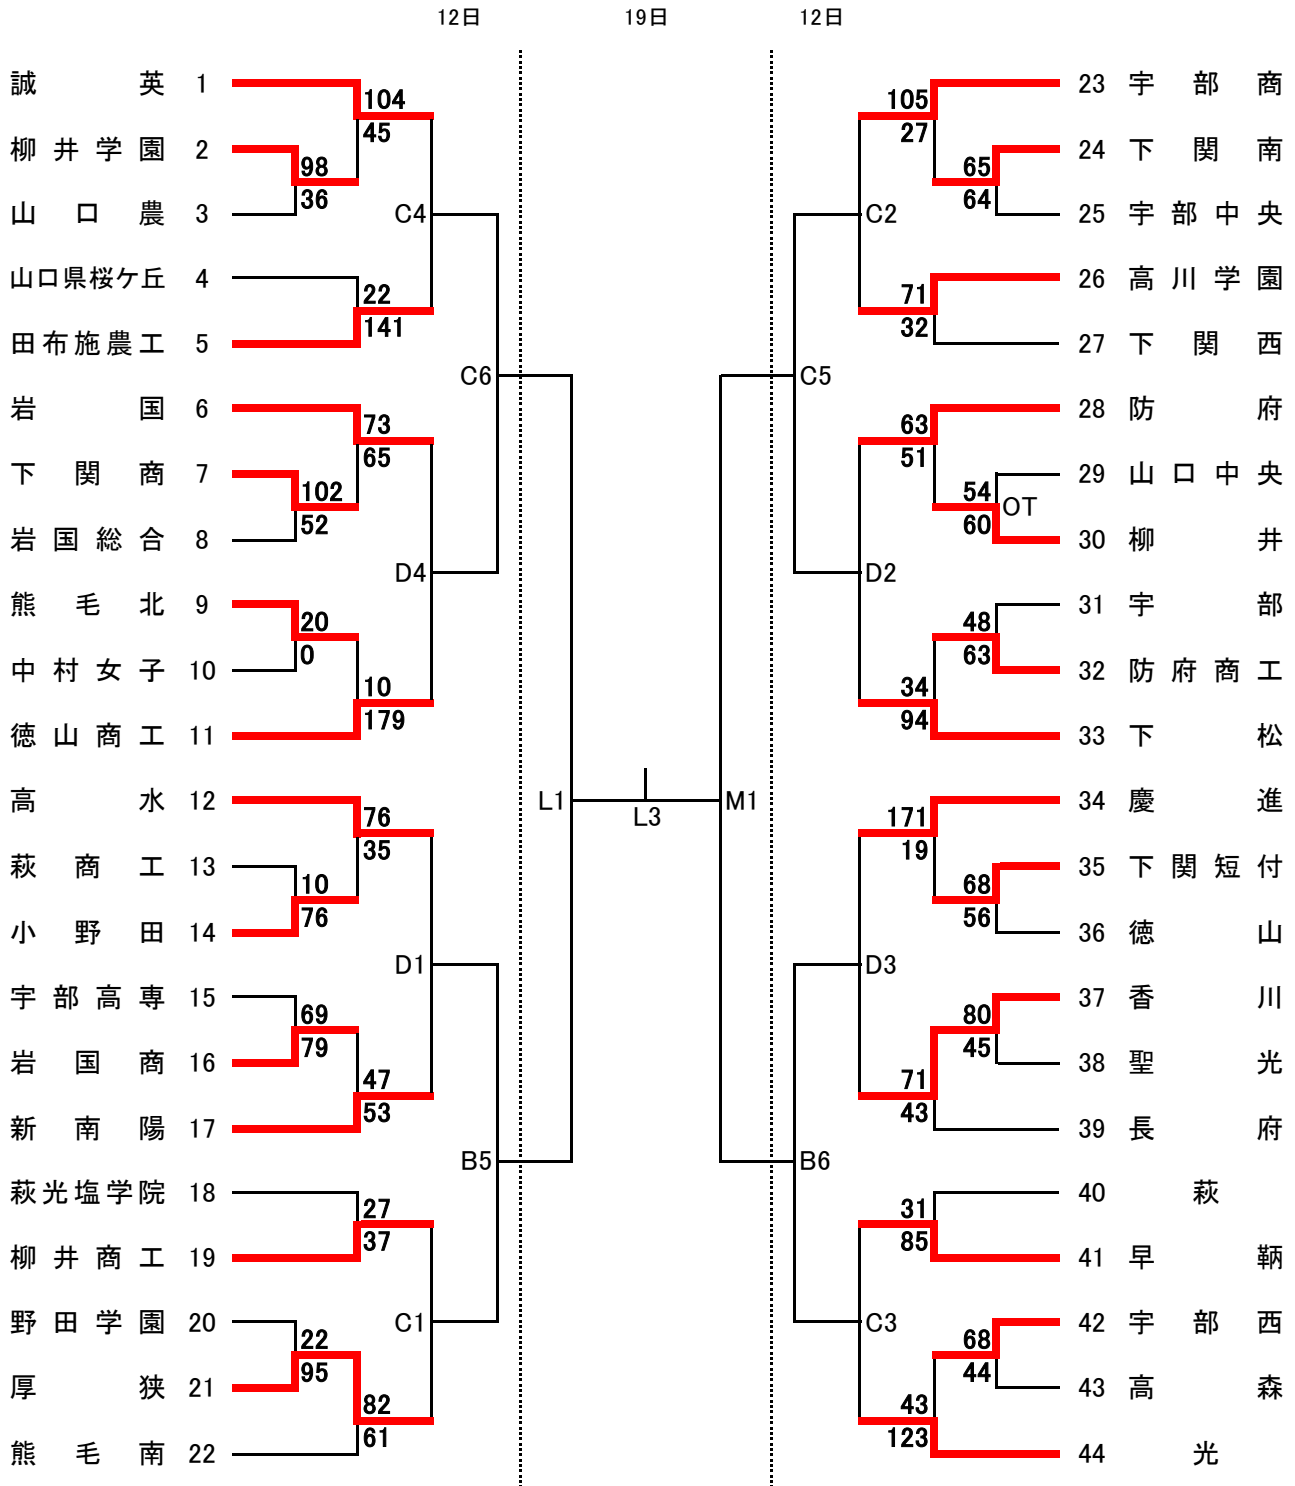 12日 19日 12日
誠英 1 104 105 23 宇部商
45 27
柳井学園 2 98 65 24 下関南
36 64
山口農 3 C4 C2 25 宇部中央
山口県桜ケ丘 4 22 71 26 高川学園
141 32
田布施農工 5 27 下関西
C6 C5
岩国 6 73 63 28 防府
65 51
下関商 7 102 54 29 山口中央
52 60 OT
岩国総合 8 30 柳井
D4 D2
熊毛北 9 20 48 31 宇部
0 63
中村女子 10 10 34 32 防府商工
179 94
徳山商工 11 33 下松
高水 12 76 L1 L3 M1 171 34 慶進
35 19
萩商工 13 10 68 35 下関短付
76 56
小野田 14 36 徳山
D1 D3
宇部高専 15 69 80 37 香川
79 45
岩国商 16 47 71 38 聖光
53 43
新南陽 17 39 長府
B5 B6
萩光塩学院 18 27 31 40 萩
37 85
柳井商工 19 41 早鞆
野田学園 20 22 C1 C3 68 42 宇部西
95 44
厚狭 21 82 43 43 高森
61 123
熊毛南 22 44 光